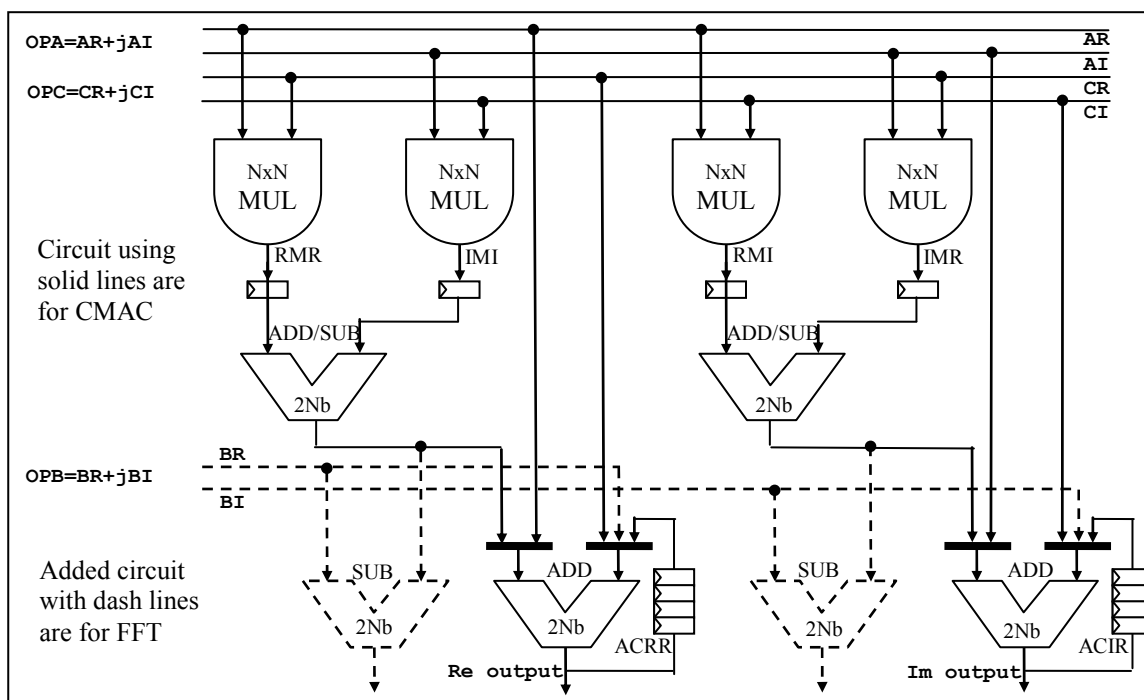 OPA=AR+jAI
AR
AI
OPC=CR+jCI
CR
CI
NxN
MUL
NxN
MUL
NxN
MUL
NxN
MUL
RMR
IMI
RMI
IMR
Circuit using
solid lines are
for CMAC
ADD/SUB
ADD/SUB
2Nb
2Nb
BR
OPB=BR+jBI
BI
Added circuit
with dash lines
are for FFT
SUB
ADD
SUB
ADD
2Nb
2Nb
2Nb
2Nb
ACRR
ACIR
Re output
Im output